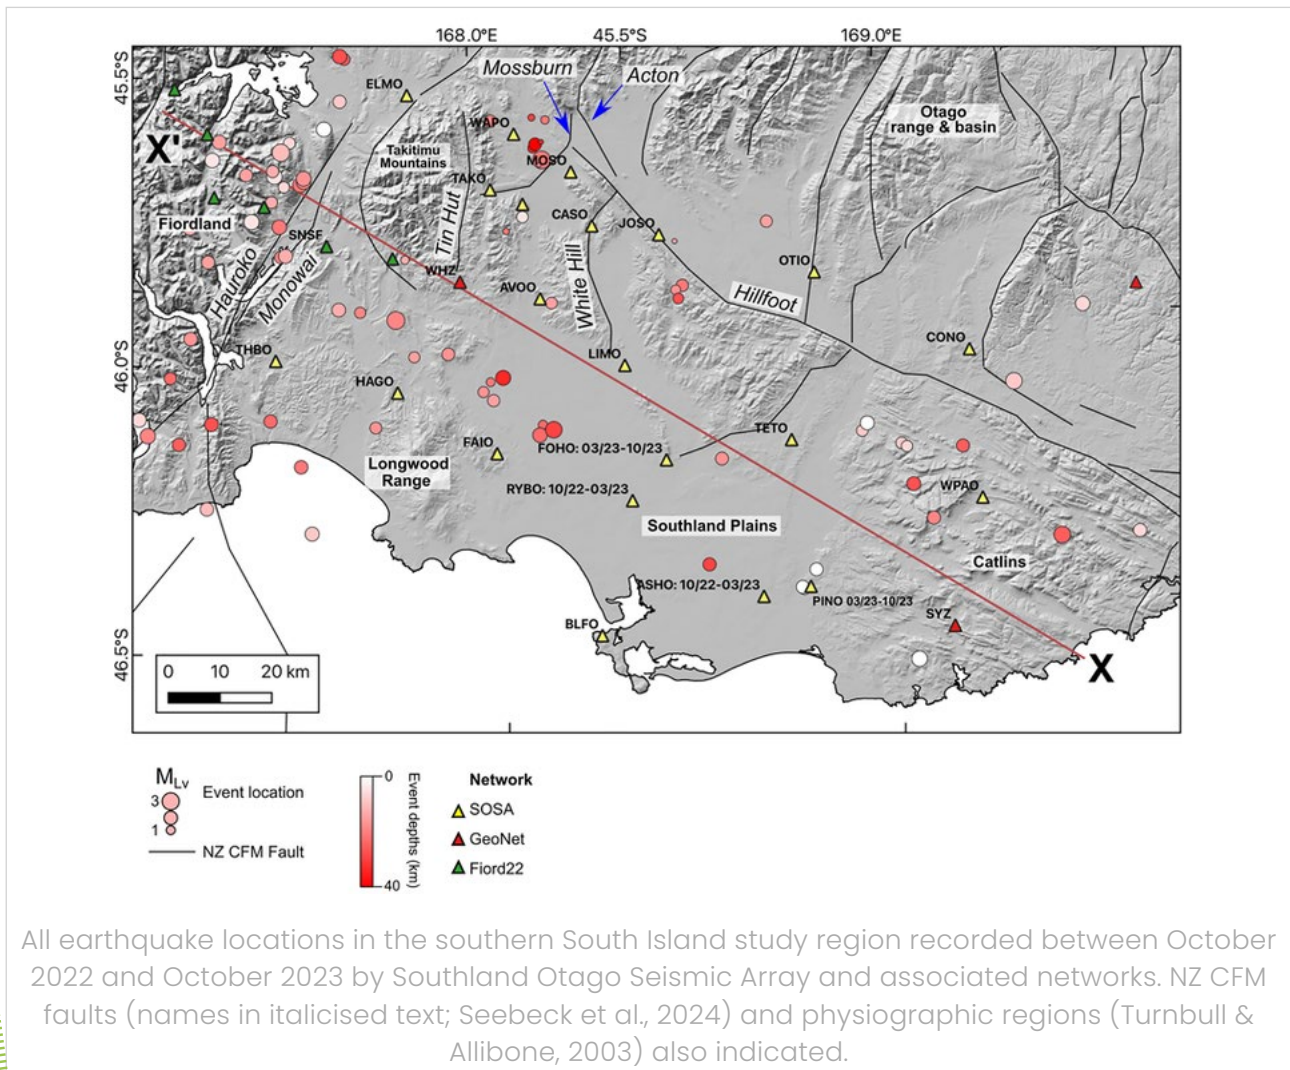 168.0°E
45.5°S
169.0°E
45.5°S
46.0°S
46.5°S
Mossburn
Acton
ELMO
WAPO
Otago
range & basin
X'
Takitimu
Mountains
MOSO
TAKO
Fiordland
SNSF
Tin Hut
CASO
JOSO
OTIO
Hauroko
Monowai
WHZ
AVOO
White Hill
Hillfoot
THBO
LIMO
CONO
HAGO
FAIO
FOHO: 03/23-10/23
TETO
Longwood
Range
RYBO: 10/22-03/23
WPAO
Southland Plains
Catlins
ASHO: 10/22-03/23
PINO 03/23-10/23
BLFO
SYZ
X
0 10 20 km
MLv
3
1
Event location
NZ CFM Fault
0
40
Event depths (km)
Network
SOSA
GeoNet
Fiord22
All earthquake locations in the southern South Island study region recorded between October
2022 and October 2023 by Southland Otago Seismic Array and associated networks. NZ CFM
faults (names in italicised text; Seebeck et al., 2024) and physiographic regions (Turnbull &
Allibone, 2003) also indicated.